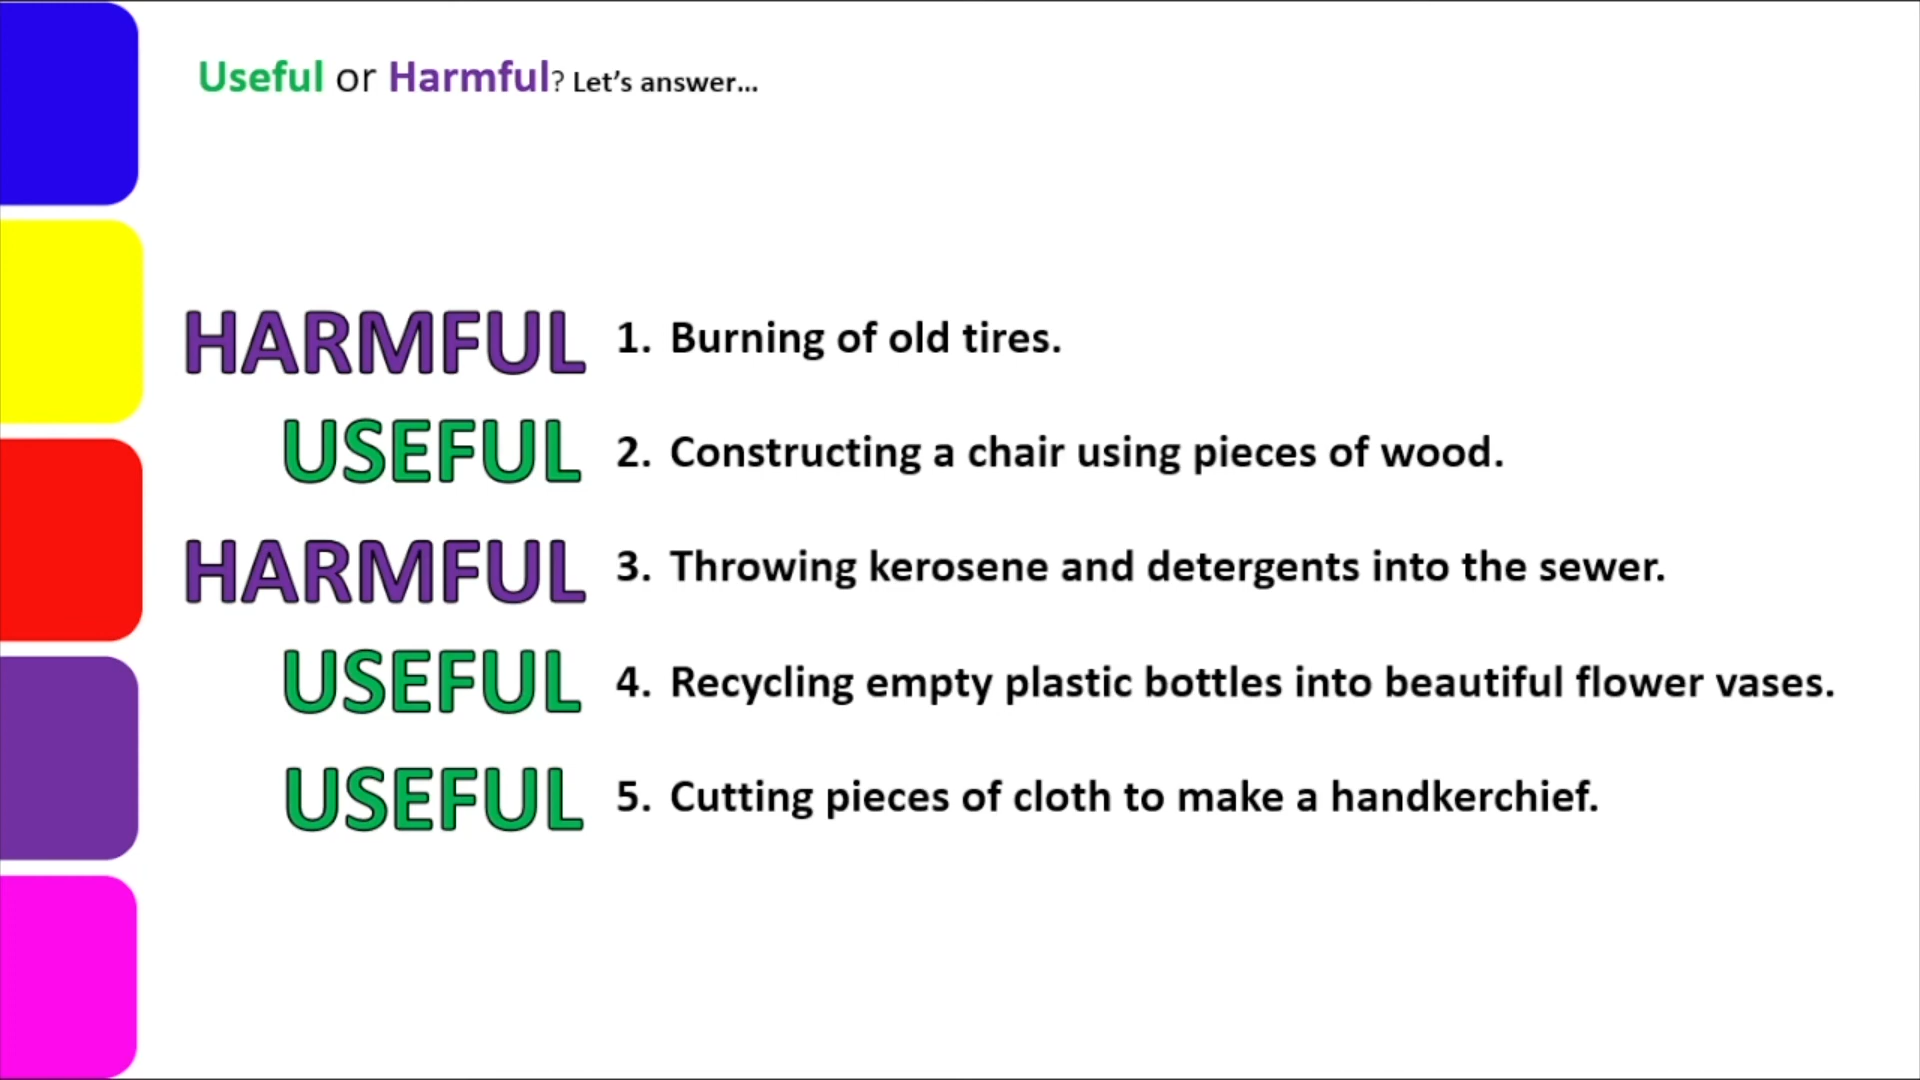 Useful or Harmful? Let's answer...
HARMFUL 1. Burning of old tires.
USEFUL 2. Constructing a chair using pieces of wood.
HARMFUL 3. Throwing kerosene and detergents into the sewer.
USEFUL 4. Recycling empty plastic bottles into beautiful flower vases.
USEFUL 5. Cutting pieces of cloth to make a handkerchief.